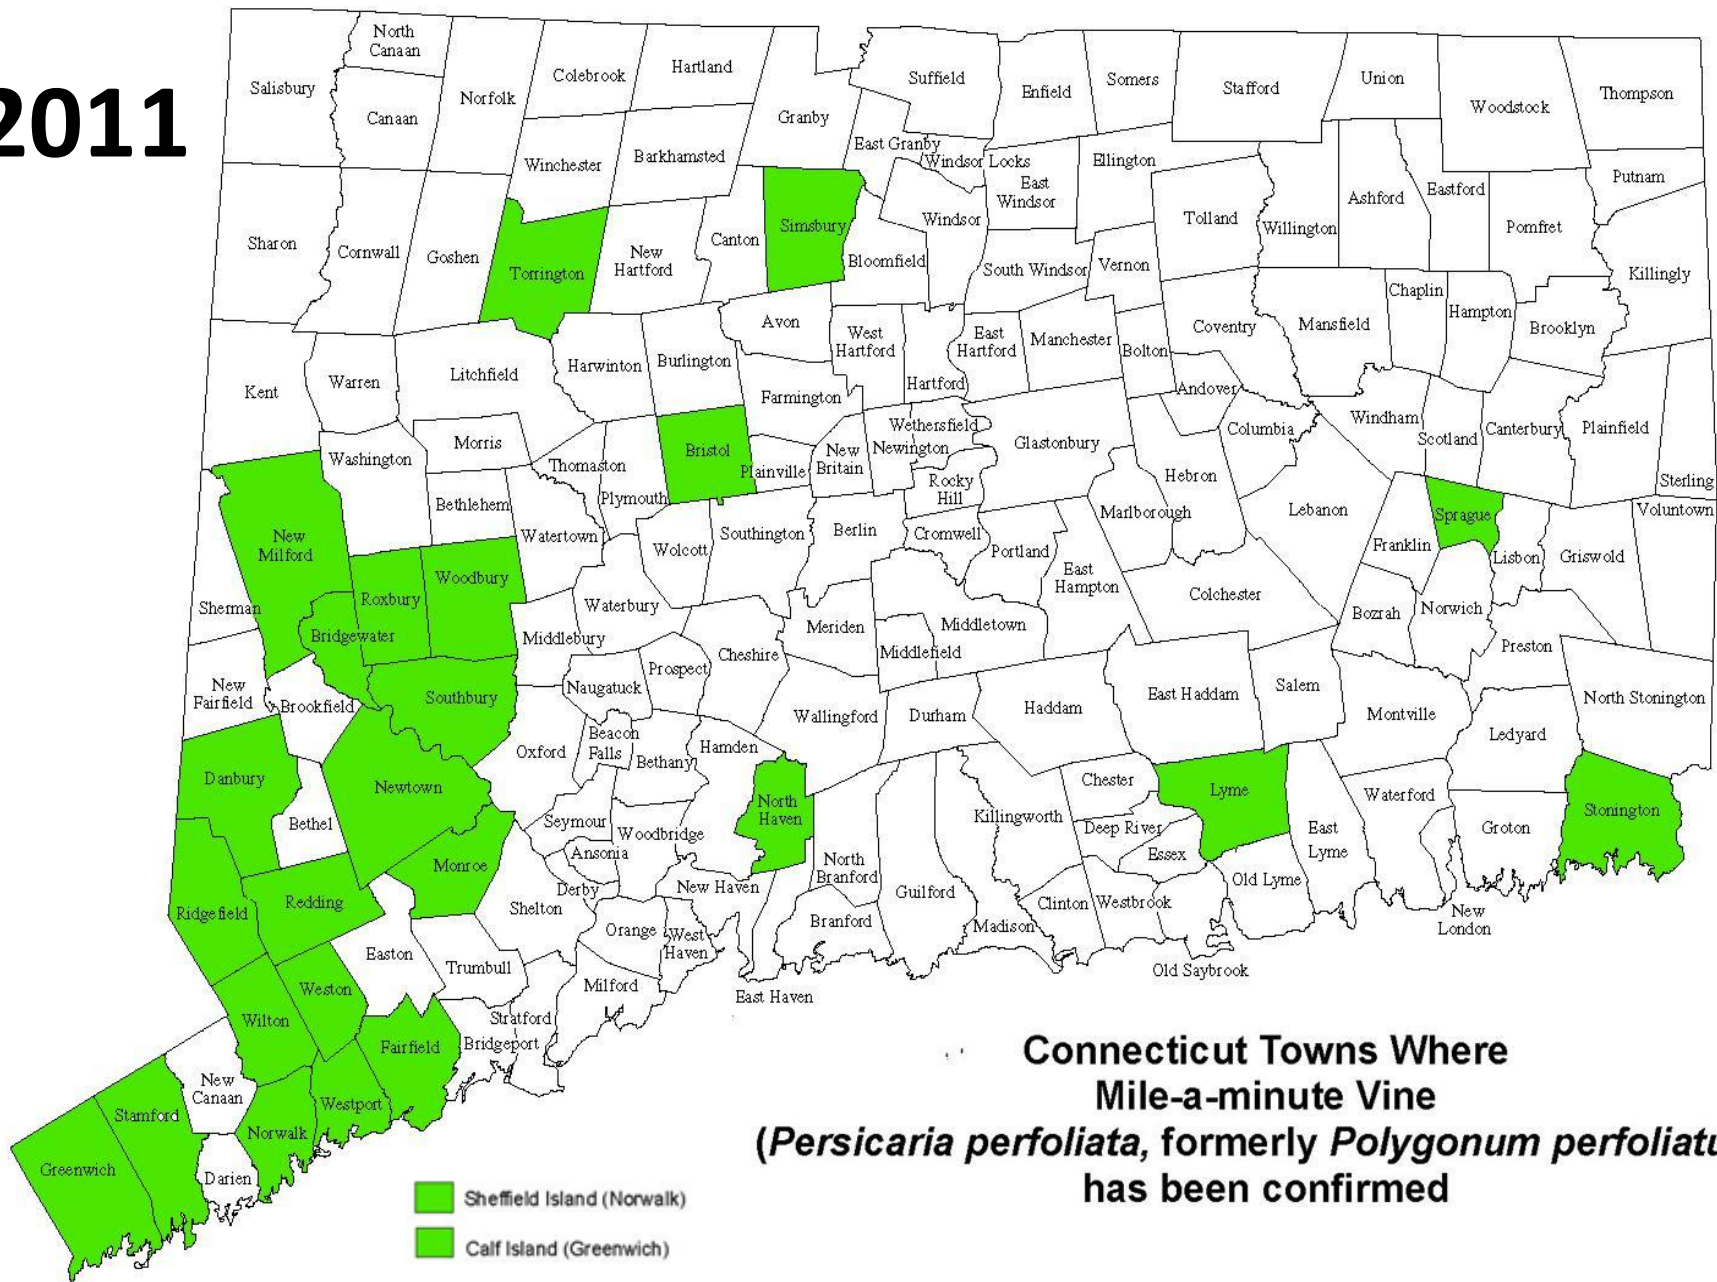 2011
North
Canaan
Salisbury
Canaan
Norfolk
Colebrook
Hartland
Granby
Suffield
Enfield
Somers
Stafford
Union
Woodstock
Thompson
Winchester
Barkhamsted
East Granby
Windsor Locks
East
Windsor
Ellington
Ashford
Eastford
Putnam
Sharon
Cornwall
Goshen
Torrington
New
Hartford
Canton
Simsbury
Bloomfield
Windsor
South Windsor
Vernon
Tolland
Willington
Pomfret
Killingly
Chaplin
Hampton
Brooklyn
Mansfield
Coventry
Kent
Warren
Litchfield
Harwinton
Burlington
Avon
West
Hartford
Hartford
East
Hartford
Manchester
Bolton
Andover
Farmington
Morris
Washington
Thomaston
Plymouth
Bristol
Plainville
New
Britain
Newington
Wethersfield
Rocky
Hill
Glastonbury
Hebron
Columbia
Windham
Scotland
Canterbury
Plainfield
Sterling
Voluntown
Bethlehem
Watertown
Wolcott
Southington
Berlin
Cromwell
Portland
East
Hampton
Marlborough
Lebanon
Franklin
Sprague
Lisbon
Griswold
New
Milford
Sherman
Roxbury
Woodbury
Bridgewater
Middlebury
Waterbury
Cheshire
Meriden
Middletown
Middlefield
Colchester
Bozrah
Norwich
Preston
New
Fairfield
Brookfield
Southbury
Naugatuck
Prospect
Beacon
Falls
Oxford
Bethany
Hamden
Wallingford
Durham
Haddam
East Haddam
Salem
Montville
Ledyard
North Stonington
Danbury
Bethel
Newtown
Monroe
Seymour
Ansonia
Derby
Woodbridge
North
Haven
New Haven
North
Branford
Killingworth
Chester
Deep River
Essex
Lyme
East
Lyme
Waterford
Groton
Stonington
Ridgefield
Redding
Easton
Trumbull
Shelton
Orange
West
Haven
Milford
East Haven
Branford
Guilford
Madison
Clinton
Westbrook
Old Lyme
Old Saybrook
New
London
Wilton
Weston
Fairfield
Bridgeport
Stratford
New
Canaan
Stamford
Norwalk
Westport
Greenwich
Darien
Sheffield Island (Norwalk)
Calf Island (Greenwich)
Connecticut Towns Where
Mile-a-minute Vine
(Persicaria perfoliata, formerly Polygonum perfoliatu
has been confirmed